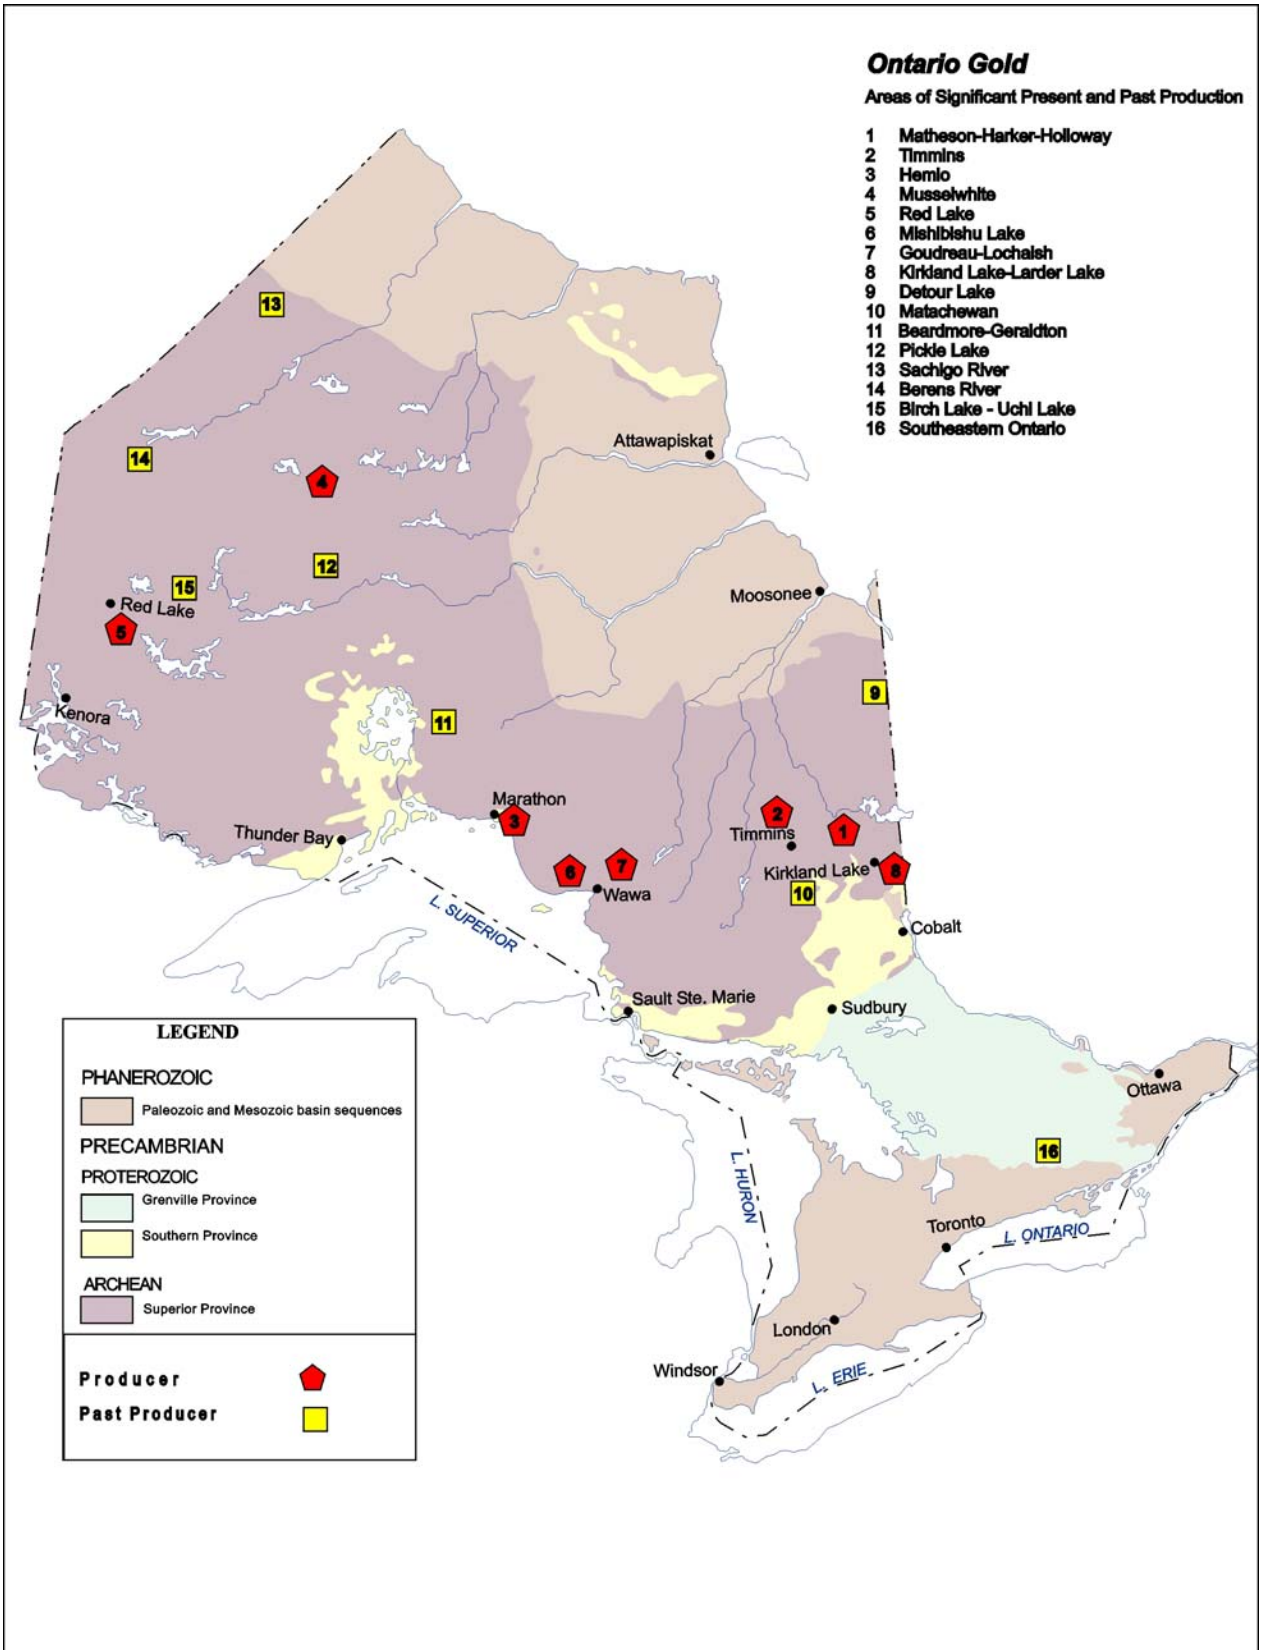 Ontario Gold
Areas of Significant Present and Past Production
1 Matheson-Harker-Holloway
2 Timmins
3 Hemlo
4 Musselwhite
5 Red Lake
6 Mishibishu Lake
7 Goudreau-Lochalsh
8 Kirkland Lake-Larder Lake
9 Detour Lake
10 Matachewan
11 Beardmore-Geraldton
12 Pickle Lake
13 Sachigo River
14 Berens River
15 Birch Lake - Uchi Lake
16 Southeastern Ontario
13
Attawapiskat
14
4
12
15
Moosonee
Red Lake
5
9
Kenora
11
Marathon
3
2
Timmins
1
Thunder Bay
Kirkland Lake
8
6
7
10
Wawa
L. SUPERIOR
Cobalt
Sault Ste. Marie
Sudbury
Ottawa
16
L. HURON
Toronto
L. ONTARIO
London
Windsor
L. ERIE
LEGEND
PHANEROZOIC
Paleozoic and Mesozoic basin sequences
PRECAMBRIAN
PROTEROZOIC
Grenville Province
Southern Province
ARCHEAN
Superior Province
Producer
Past Producer